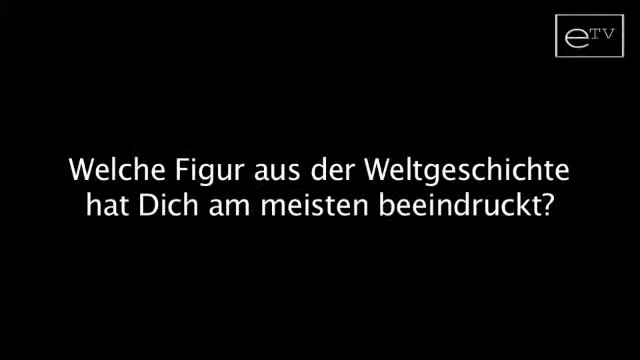 eTV
Welche Figur aus der Weltgeschichte
hat Dich am meisten beeindruckt?